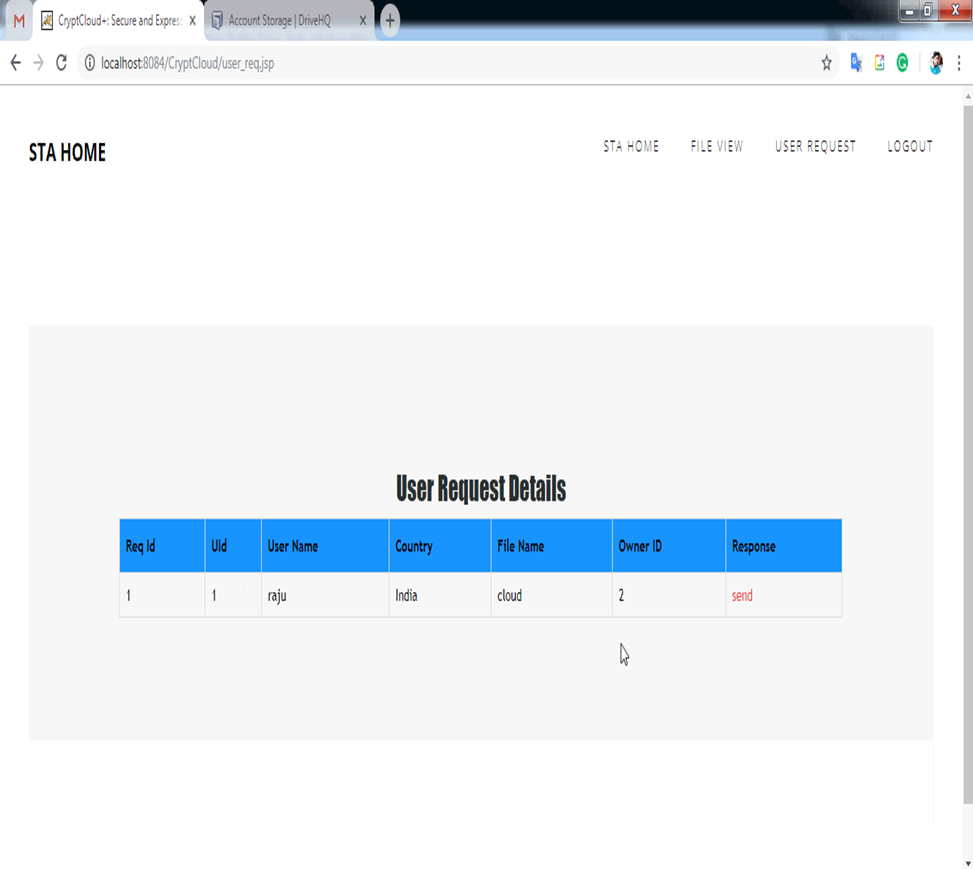 M CryptCloud+: Secure and Expres Account Storage | DriveHQ
localhost:8084/CryptCloud/user_req.jsp
STA HOME STA HOME FILE VIEW USER REQUEST LOGOUT
User Request Details
Req Id UId User Name Country File Name Owner ID Response
1 1 raju India cloud 2 send